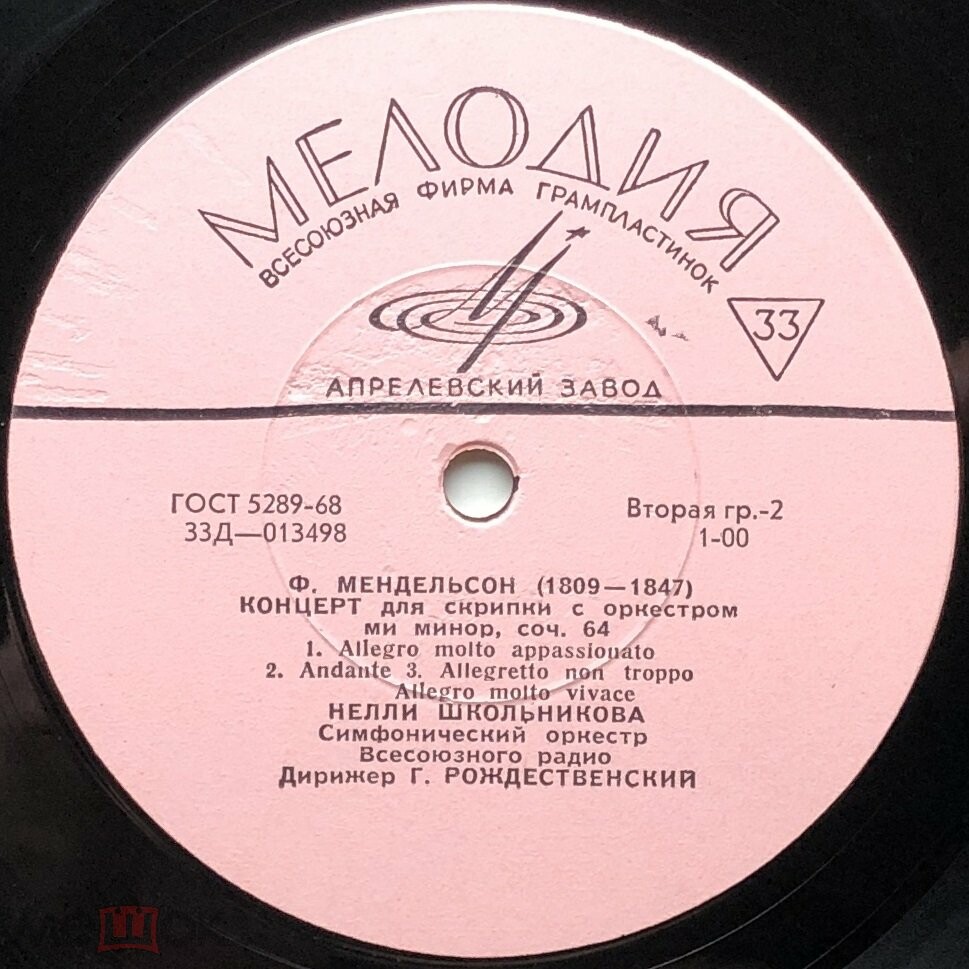 МЕЛОДИЯ
ВСЕСОЮЗНАЯ ФИРМА ГРАМПЛАСТИНОК
33
АПРЕЛЕВСКИЙ ЗАВОД
ГОСТ 5289-68
Вторая гр.-2
33Д—013498
1-00
Ф. МЕНДЕЛЬСОН (1809—1847)
КОНЦЕРТ для скрипки с оркестром
ми минор, соч. 64
1. Allegro molto appassionato
2. Andante 3. Allegretto non troppo
Allegro molto vivace
НЕЛЛИ ШКОЛЬНИКОВА
Симфонический оркестр
Всесоюзного радио
Дирижер Г. РОЖДЕСТВЕНСКИЙ